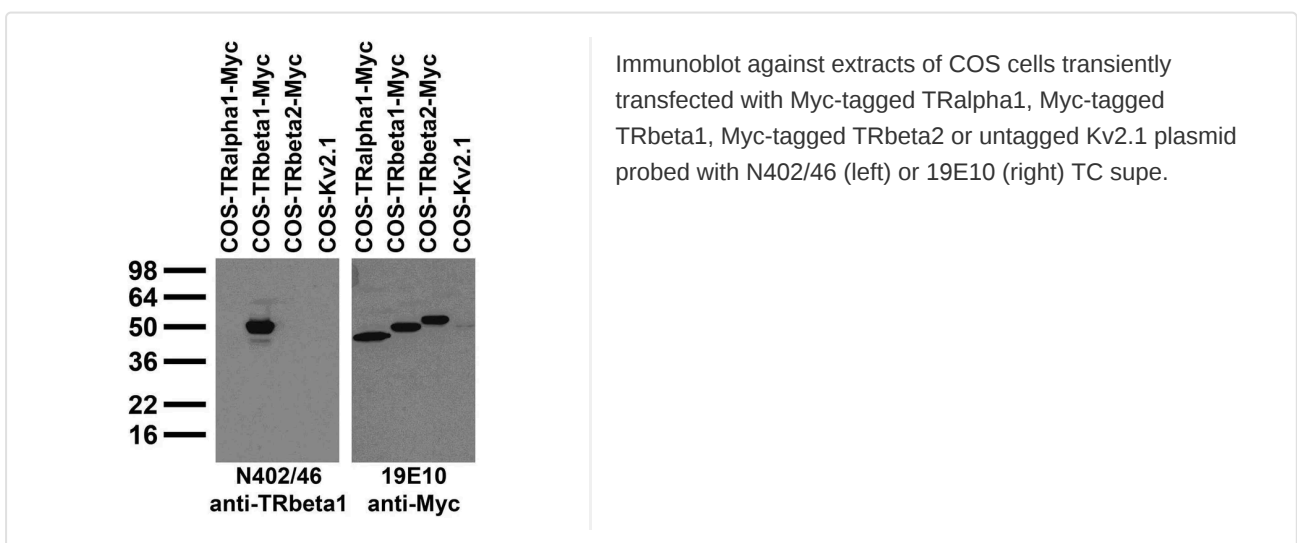 COS-TRalpha1-Myc
COS-TRbeta1-Myc
COS-TRbeta2-Myc
COS-Kv2.1
COS-TRalpha1-Myc
COS-TRbeta1-Myc
COS-TRbeta2-Myc
COS-Kv2.1
98
64
50
36
22
16
N402/46
anti-TRbeta1
19E10
anti-Myc
Immunoblot against extracts of COS cells transiently
transfected with Myc-tagged TRalpha1, Myc-tagged
TRbeta1, Myc-tagged TRbeta2 or untagged Kv2.1 plasmid
probed with N402/46 (left) or 19E10 (right) TC supe.